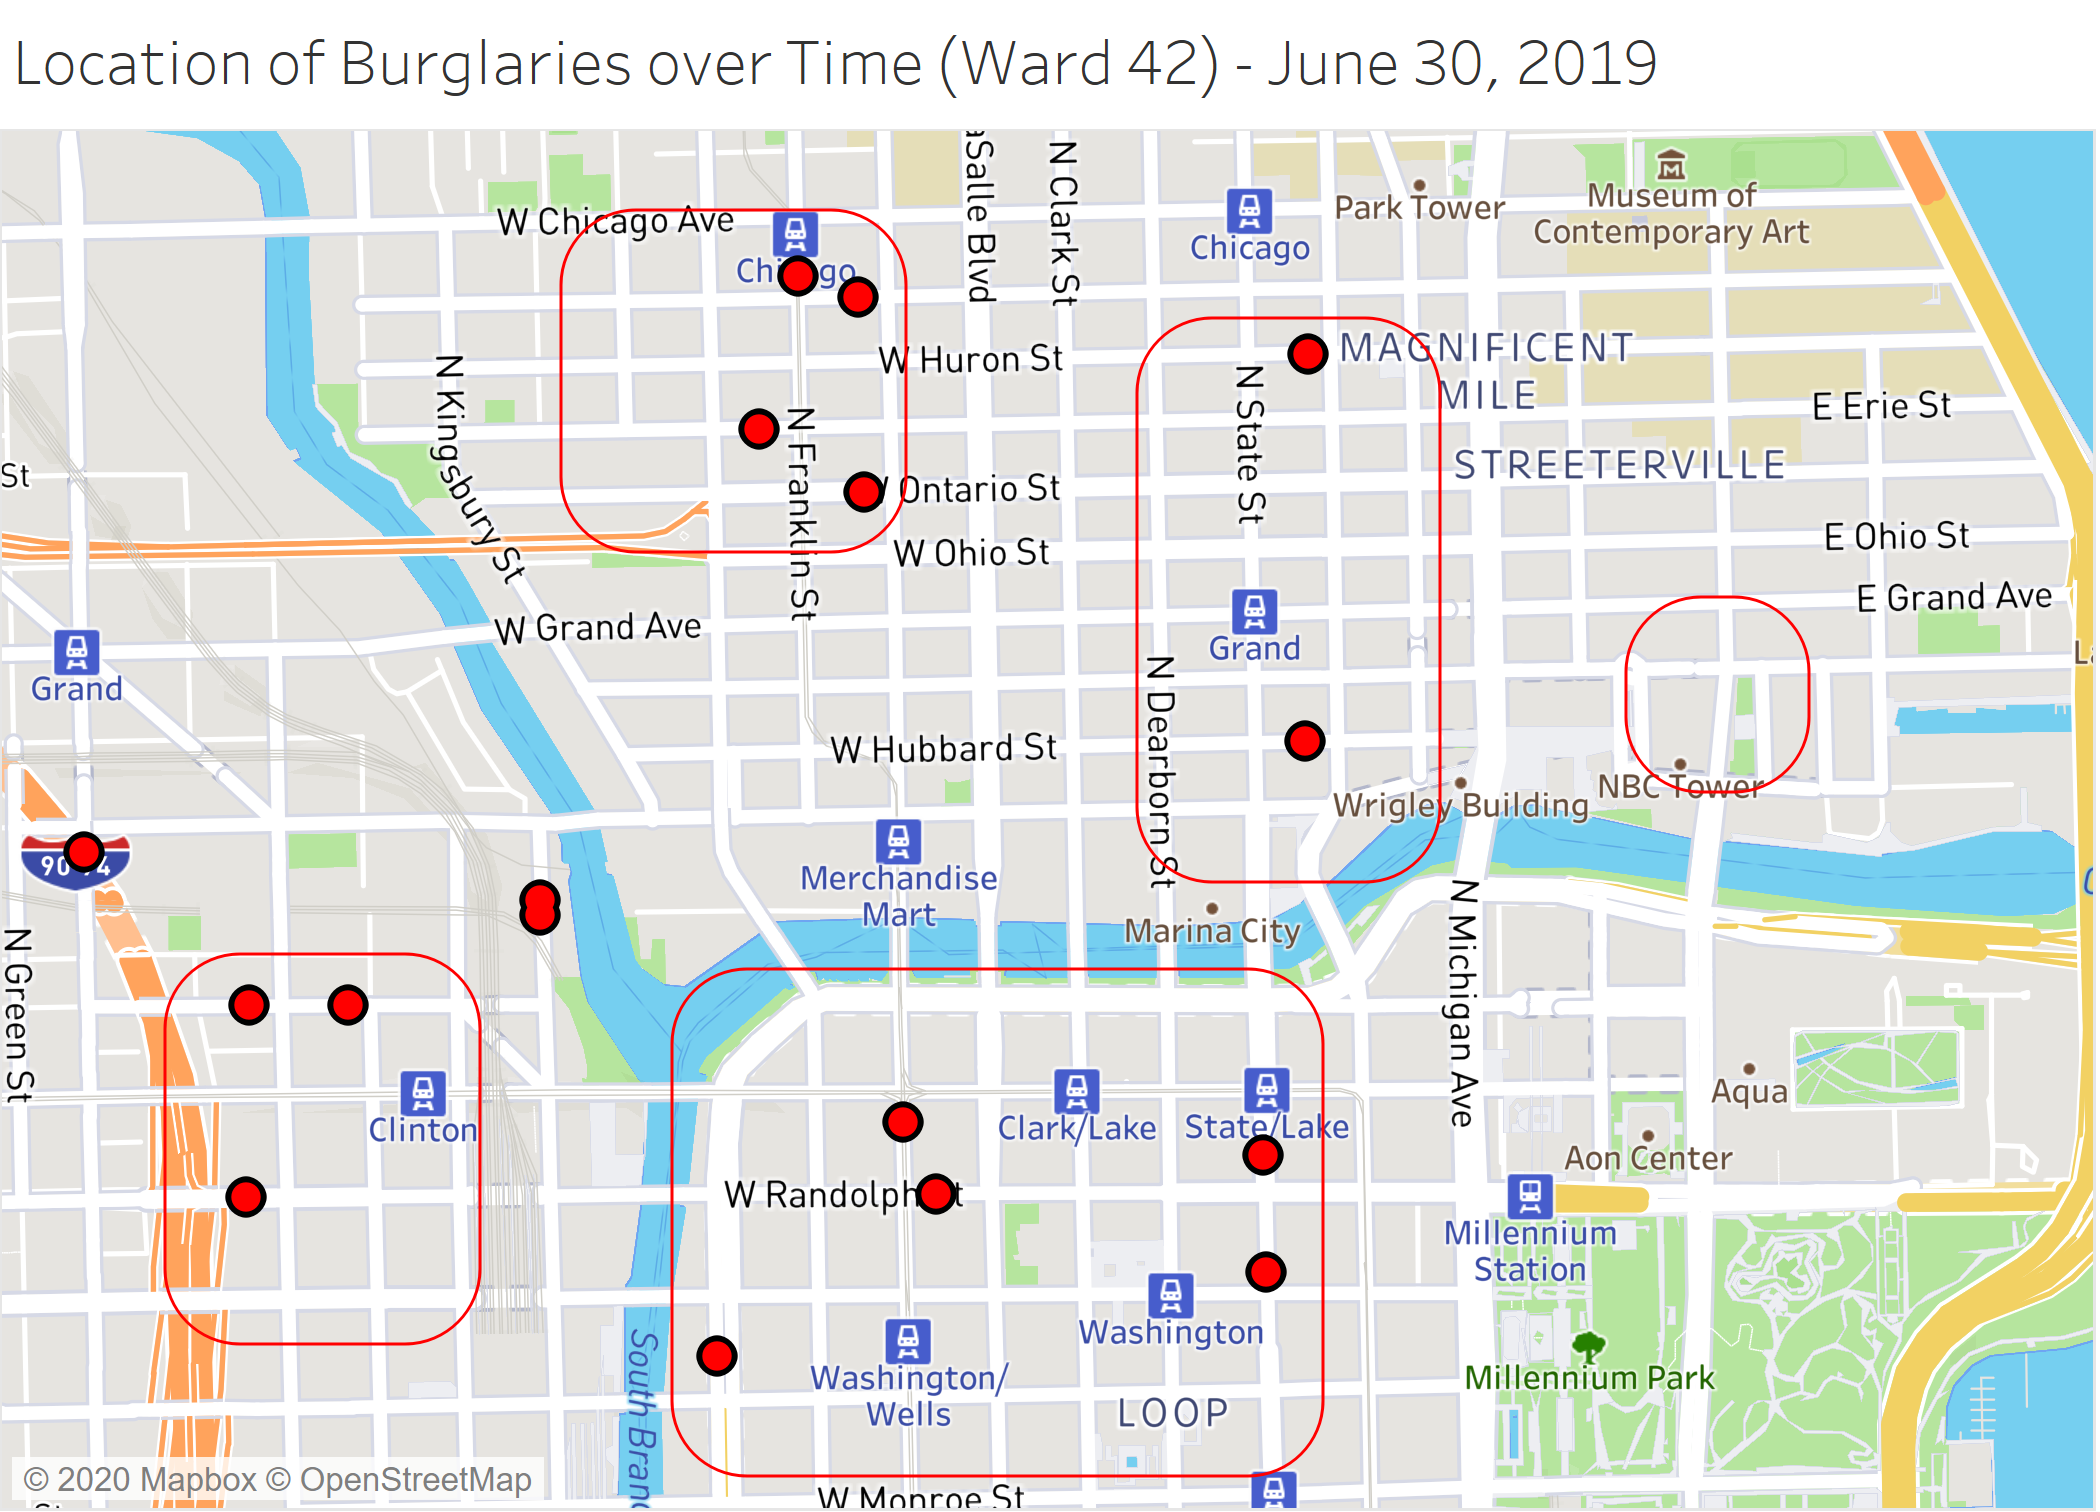 Location of Burglaries over Time (Ward 42) - June 30, 2019
N Clark St
aSalle Blvd
Park Tower
Museum of
Contemporary Art
W Chicago Ave
Chicago
W Huron St
MAGNIFICENT
MILE
N Kingsbury St
N State St
E Erie St
N Franklin St
STREETERVILLE
St
Ontario St
W Ohio St
E Ohio St
E Grand Ave
W Grand Ave
Grand
Grand
N Dearborn St
W Hubbard St
NBC Tower
Wrigley Building
90
Merchandise
Mart
Marina City
N Michigan Ave
N Green St
Aqua
Clinton
Clark/Lake
State/Lake
Aon Center
W Randolph
Millennium
Station
Washington
Washington/
Wells
Millennium Park
South Branc
LOOP
© 2020 Mapbox © OpenStreetMap
W Monroe St